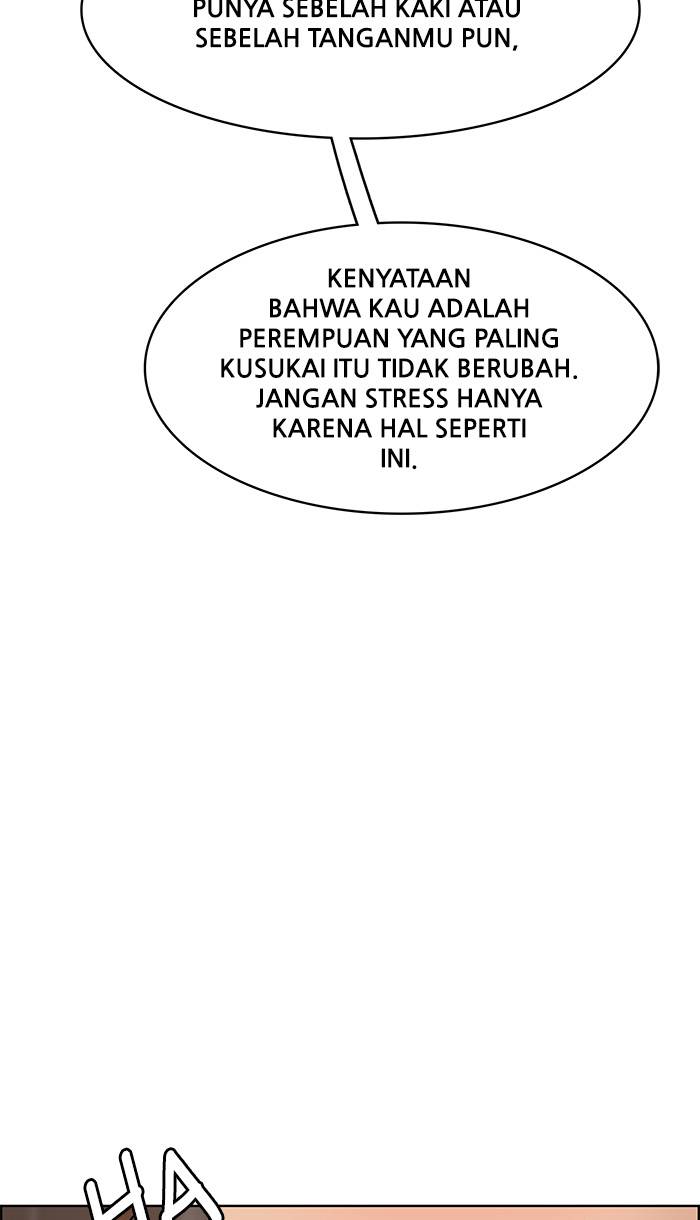 PUNYA SEBELAH KAKI ATAU
SEBELAH TANGANMU PUN,
KENYATAAN
BAHWA KAU ADALAH
PEREMPUAN YANG PALING
KUSUKAI ITU TIDAK BERUBAH.
JANGAN STRESS HANYA
KARENA HAL SEPERTI
INI.
HA